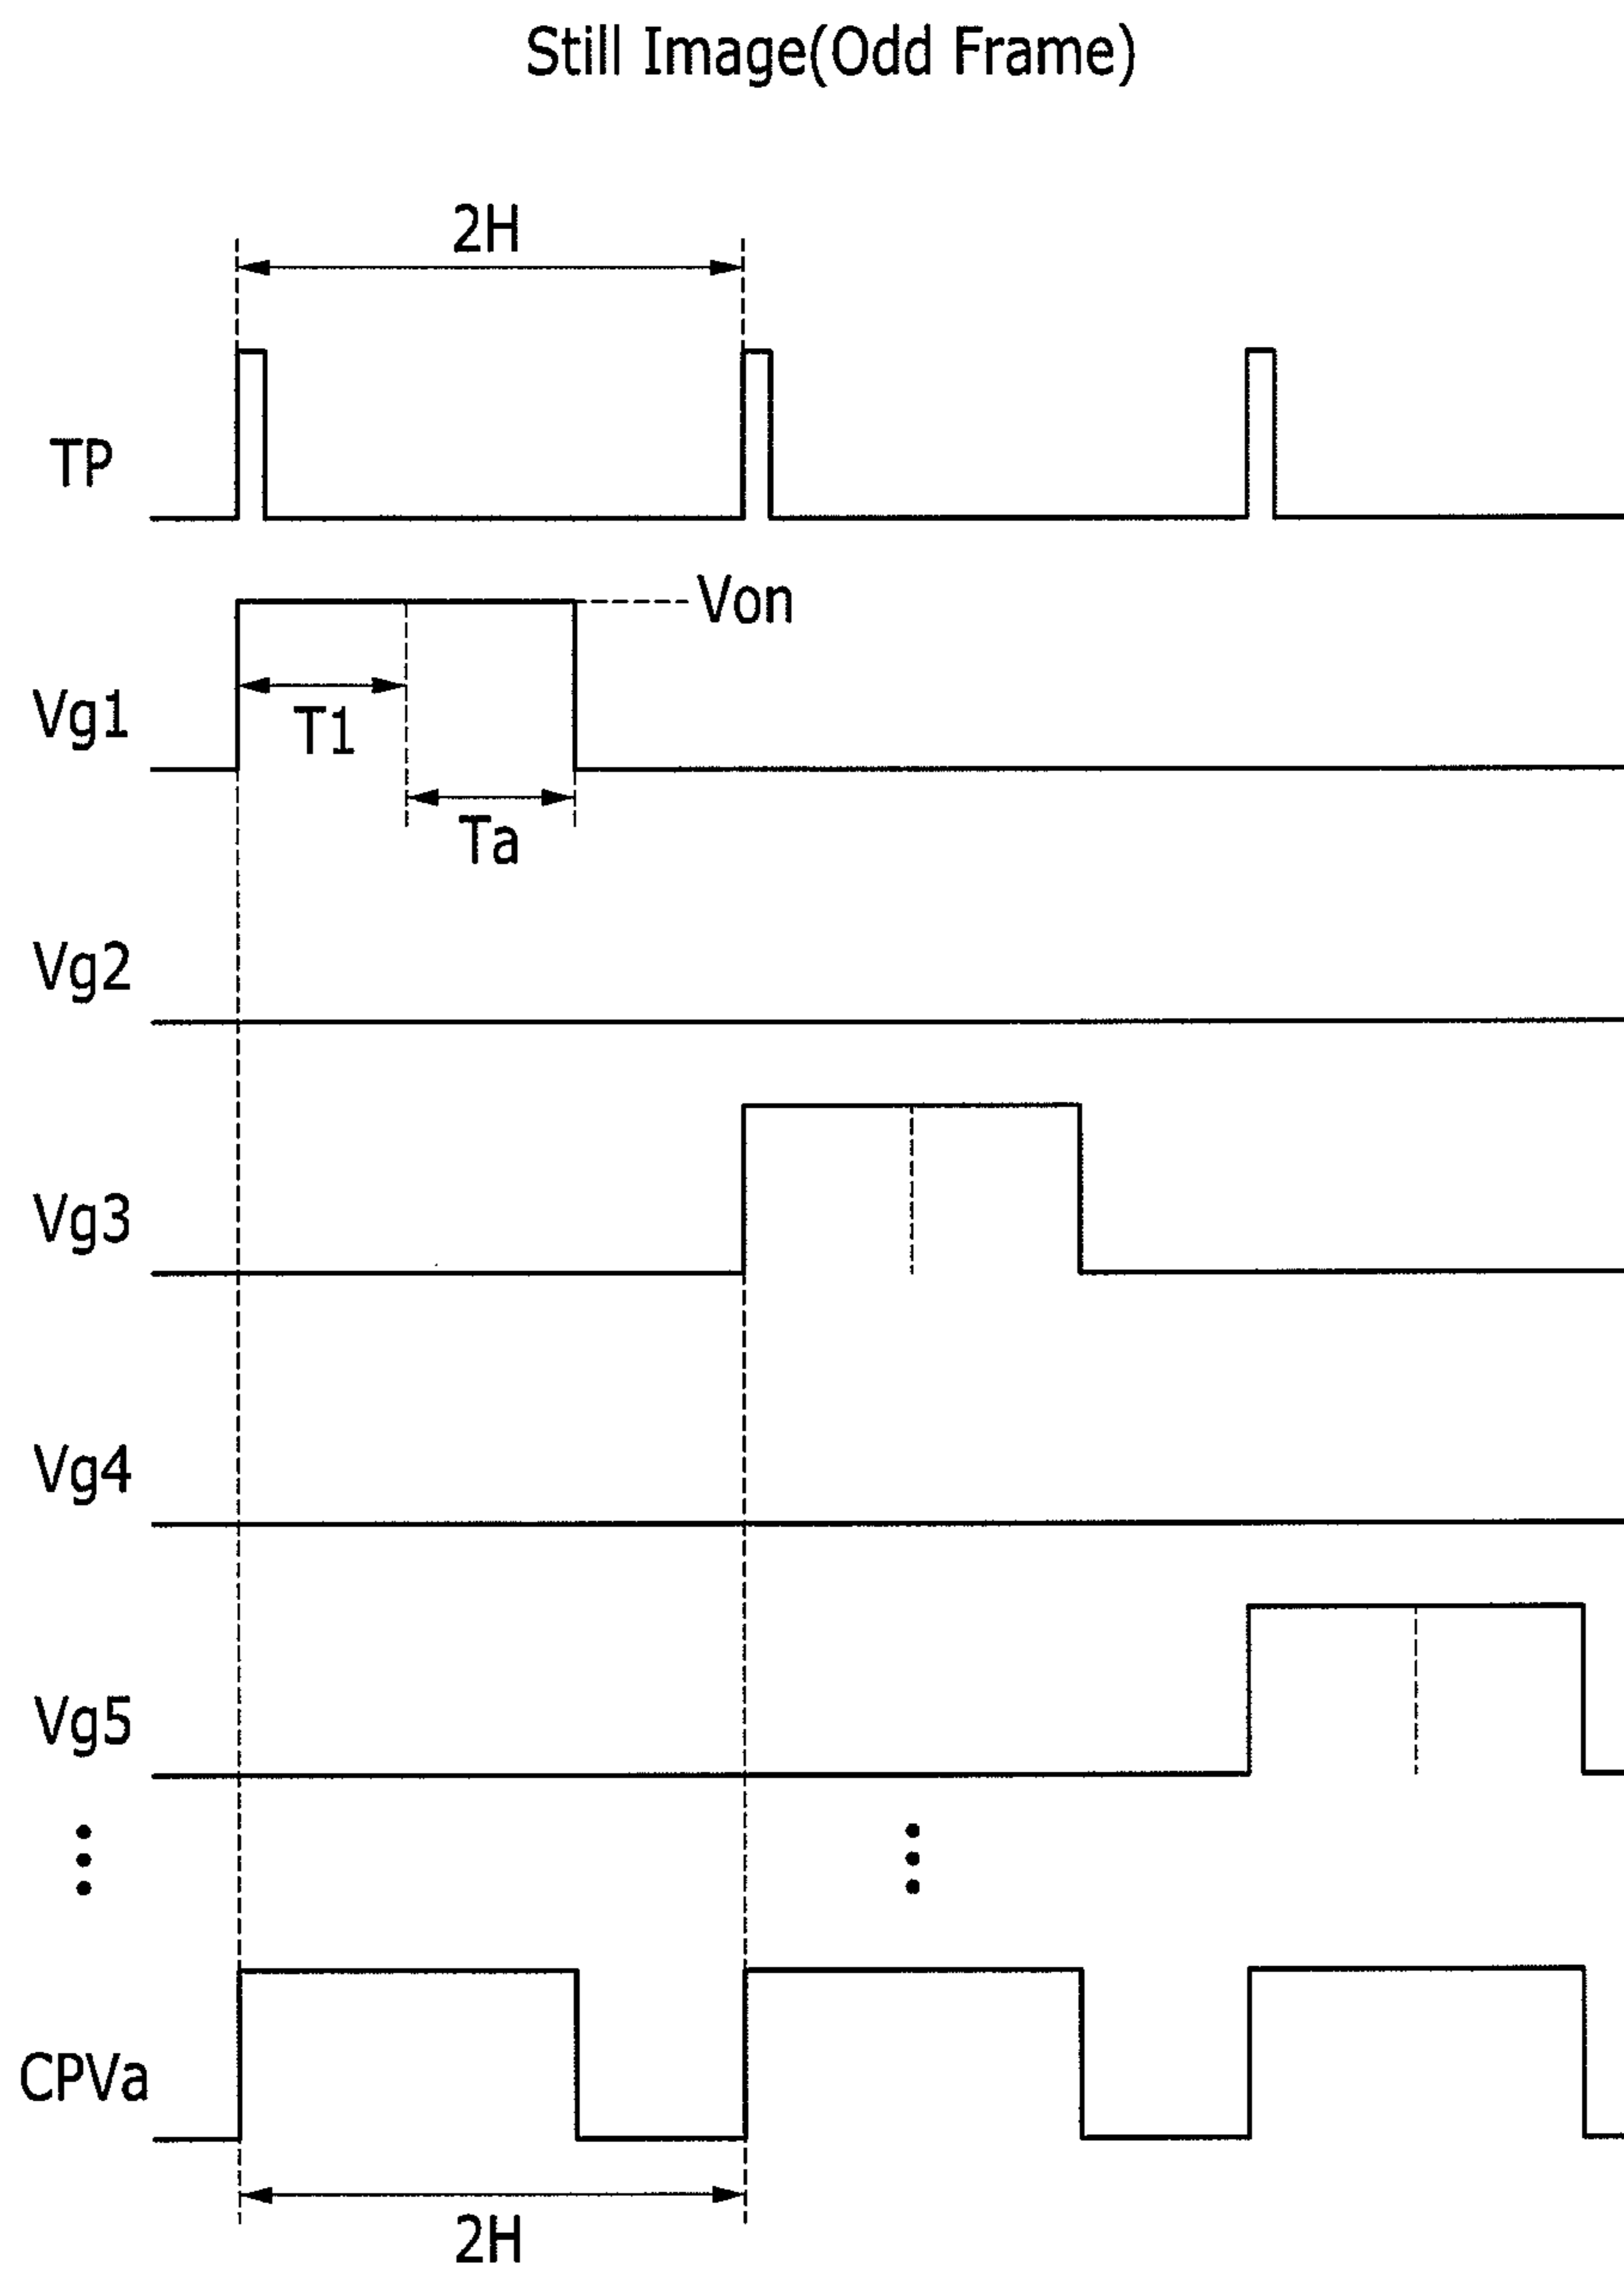 Still Image(Odd Frame)
2H
TP
Von
Vg1
T1
Ta
Vg2
Vg3
Vg4
Vg5
CPVa
2H